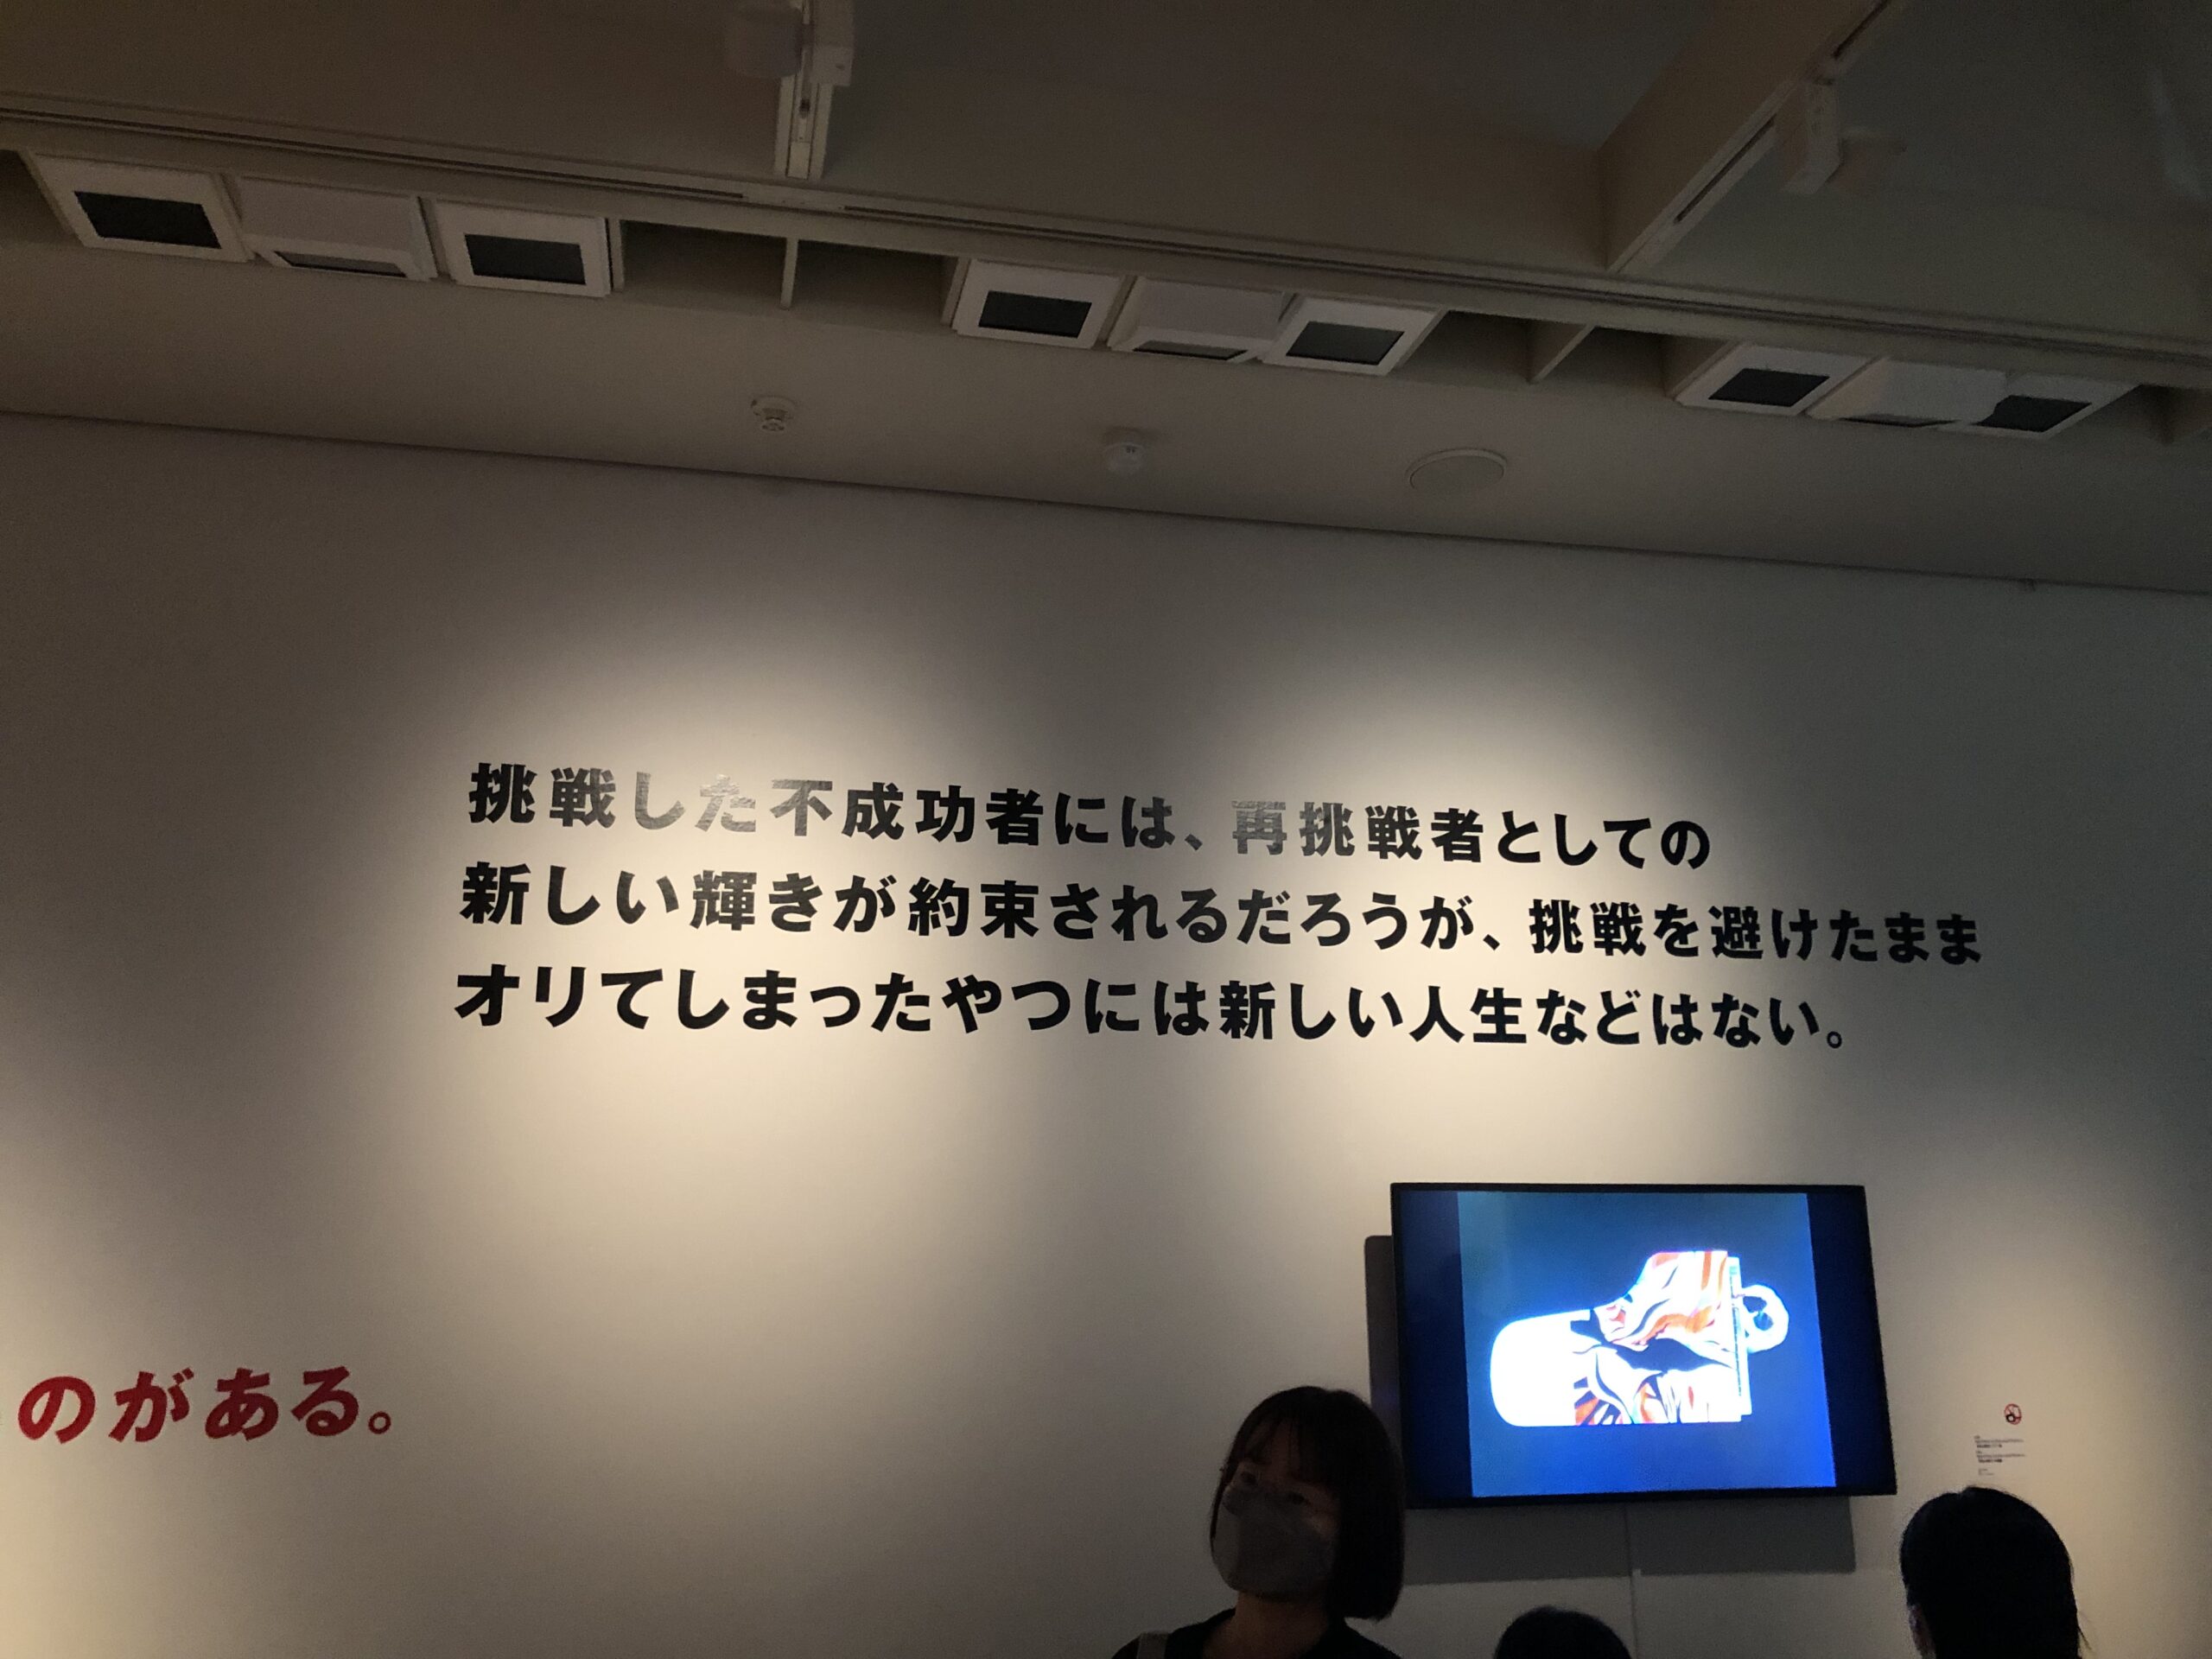 挑戦した不成功者には、再挑戦者としての
新しい輝きが約束されるだろうが、挑戦を避けたまま
オリてしまったやつには新しい人生などはない。
のがある。